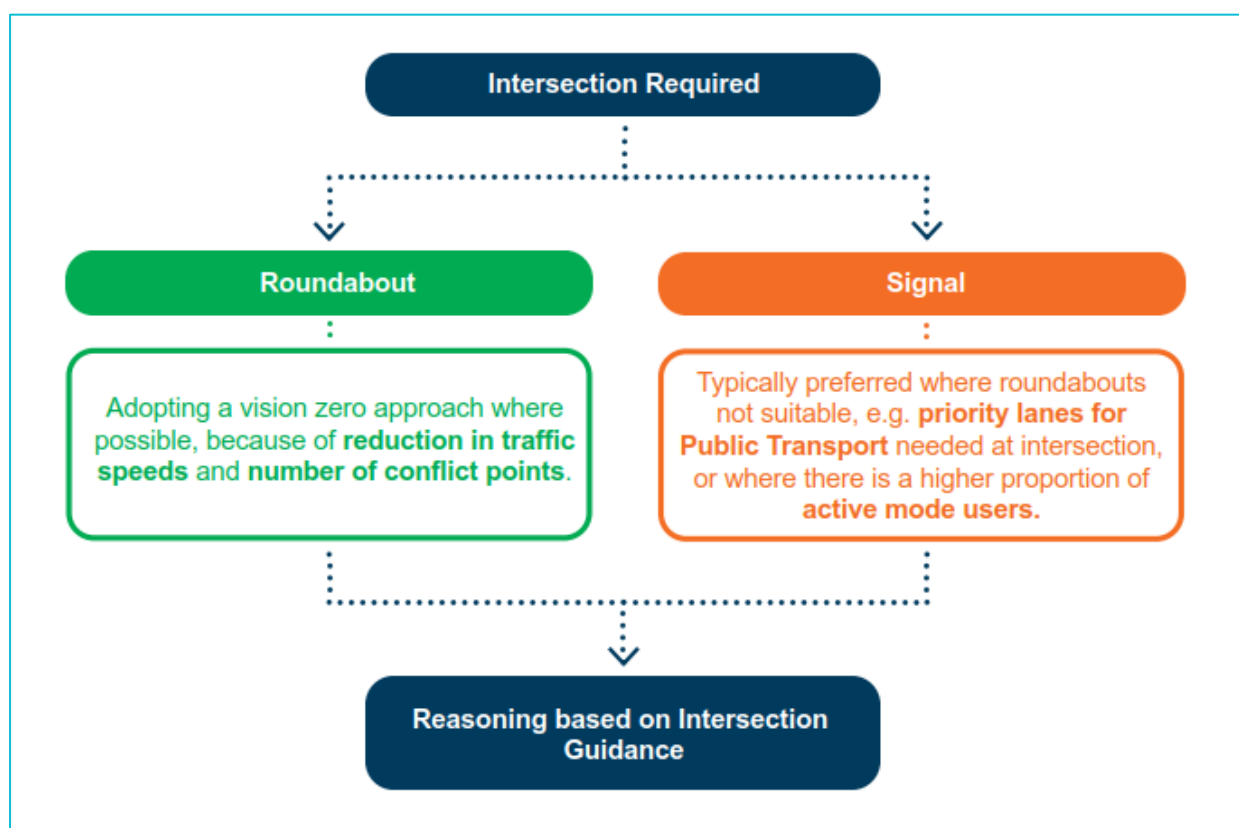 Intersection Required
Roundabout
Signal
Adopting a vision zero approach where
possible, because of reduction in traffic
speeds and number of conflict points.
Typically preferred where roundabouts
not suitable, e.g. priority lanes for
Public Transport needed at intersection,
or where there is a higher proportion of
active mode users.
Reasoning based on Intersection
Guidance